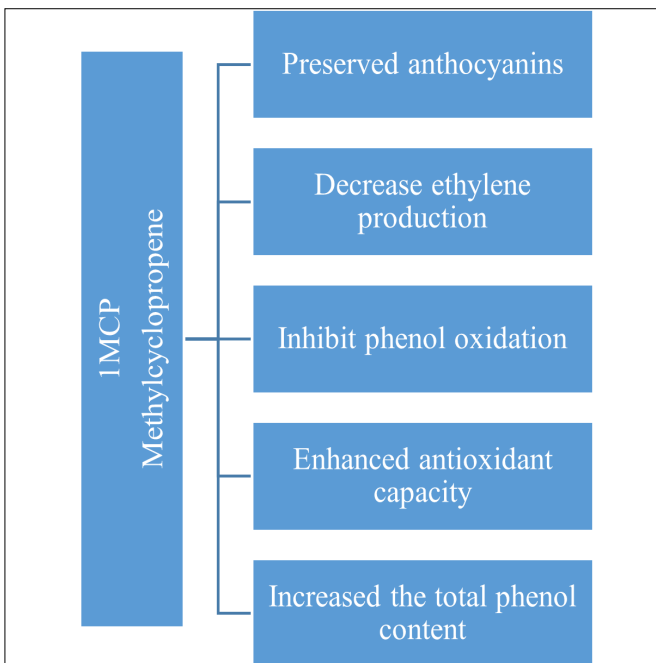 1MCP
Methylcyclopropene
Preserved anthocyanins
Decrease ethylene
production
Inhibit phenol oxidation
Enhanced antioxidant
capacity
Increased the total phenol
content